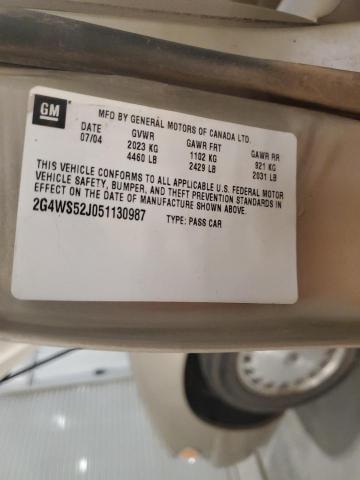 GM
MFD BY GENERAL MOTORS OF CANADA LTD.
DATE GVWR GAWR FRT GAWR RR
07/04 2023 KG 1102 KG 921 KG
4460 LB 2429 LB 2031 LB
THIS VEHICLE CONFORMS TO ALL APPLICABLE U.S. FEDERAL MOTOR
VEHICLE SAFETY, BUMPER, AND THEFT PREVENTION STANDARDS IN
EFFECT ON THE DATE OF MANUFACTURE SHOWN ABOVE.
2G4WS52J051130987 TYPE: PASS CAR